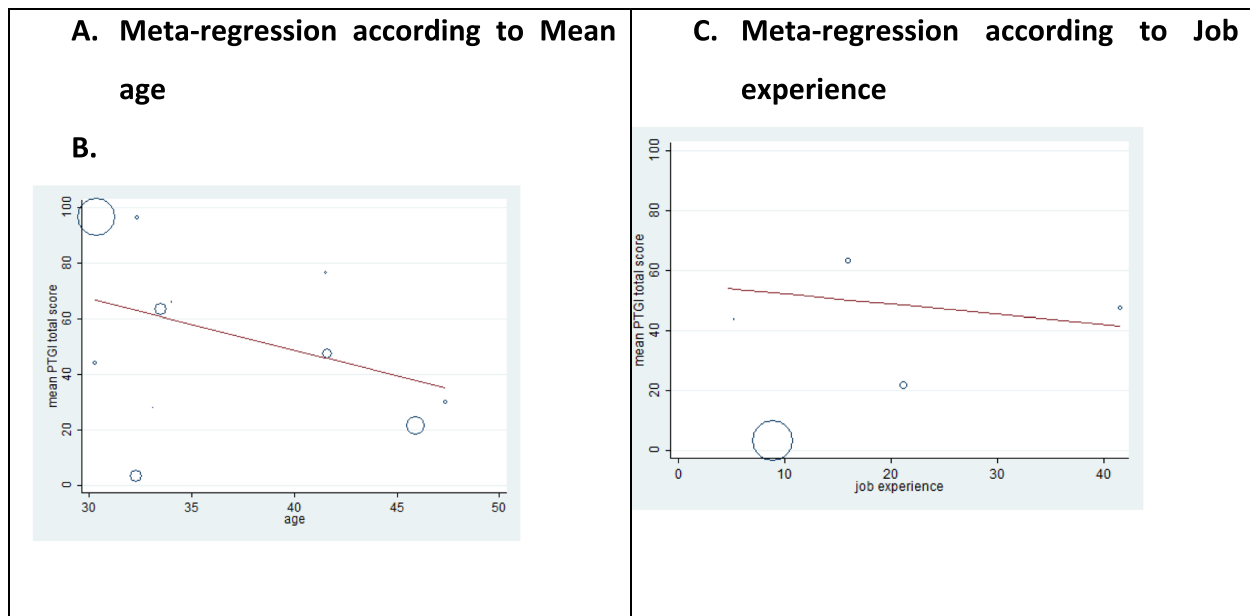 A. Meta-regression according to Mean
age
B.
100
80
60
40
20
0
mean PTGI total score
30 35 40 45 50
age
C. Meta-regression according to Job
experience
100
80
60
40
20
0
mean PTGI total score
0 10 20 30 40
job experience